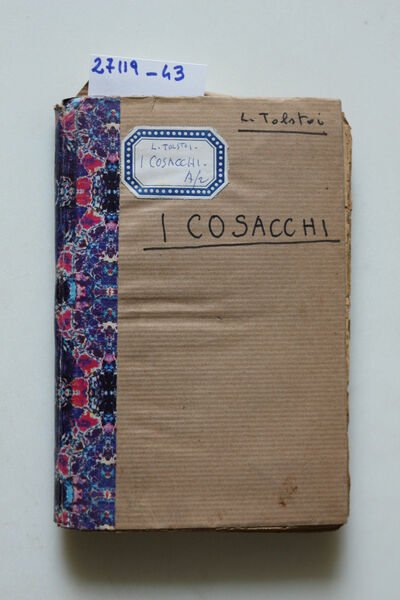 27119-43
L. Tolstoi
L. TOLSTOI.
I COSACCHI.
A/2
I COSACCHI